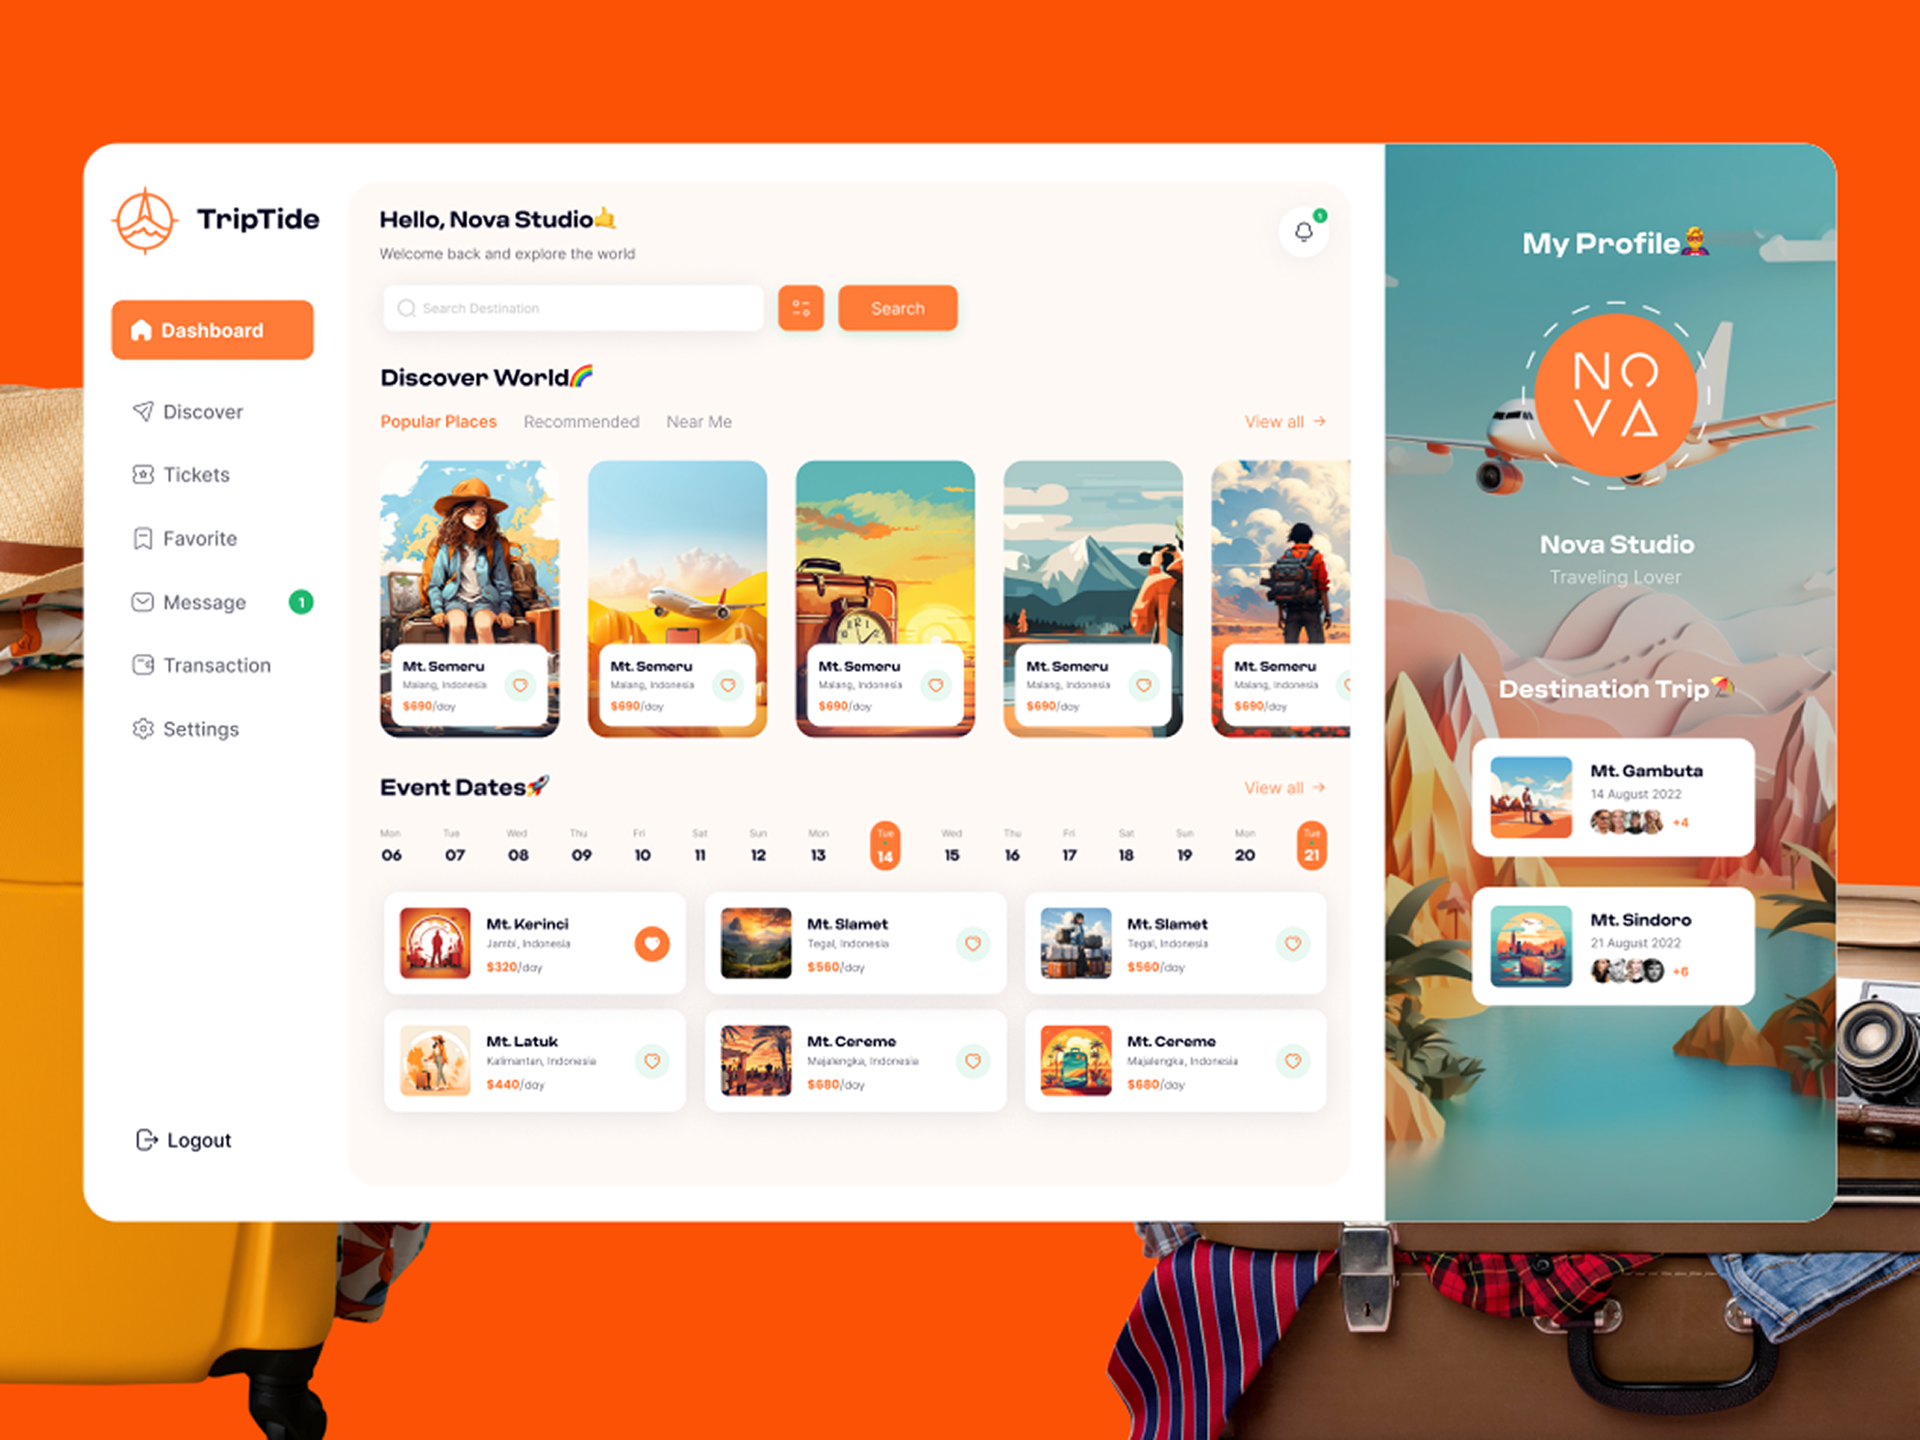 TripTide
Dashboard
Discover
Tickets
Favorite
Message 1
Transaction
Settings
Logout
Hello, Nova Studio🤙
Welcome back and explore the world
1
Search Destination
Search
Discover World🌈
Popular Places Recommended Near Me View all →
Mt. Semeru
Malang, Indonesia
$690/day
Mt. Semeru
Malang, Indonesia
$690/day
Mt. Semeru
Malang, Indonesia
$690/day
Mt. Semeru
Malang, Indonesia
$690/day
Mt. Semeru
Malang, Indonesia
$690/day
Event Dates🚀 View all →
Mon Tue Wed Thu Fri Sat Sun Mon Tue Wed Thu Fri Sat Sun Mon Tue
06 07 08 09 10 11 12 13 14 15 16 17 18 19 20 21
Mt. Kerinci
Jambi, Indonesia
$320/day
Mt. Slamet
Tegal, Indonesia
$560/day
Mt. Slamet
Tegal, Indonesia
$560/day
Mt. Latuk
Kalimantan, Indonesia
$440/day
Mt. Cereme
Majalengka, Indonesia
$680/day
Mt. Cereme
Majalengka, Indonesia
$680/day
My Profile
NO
VA
Nova Studio
Traveling Lover
Destination Trip
Mt. Gambuta
14 August 2022
+4
Mt. Sindoro
21 August 2022
+6